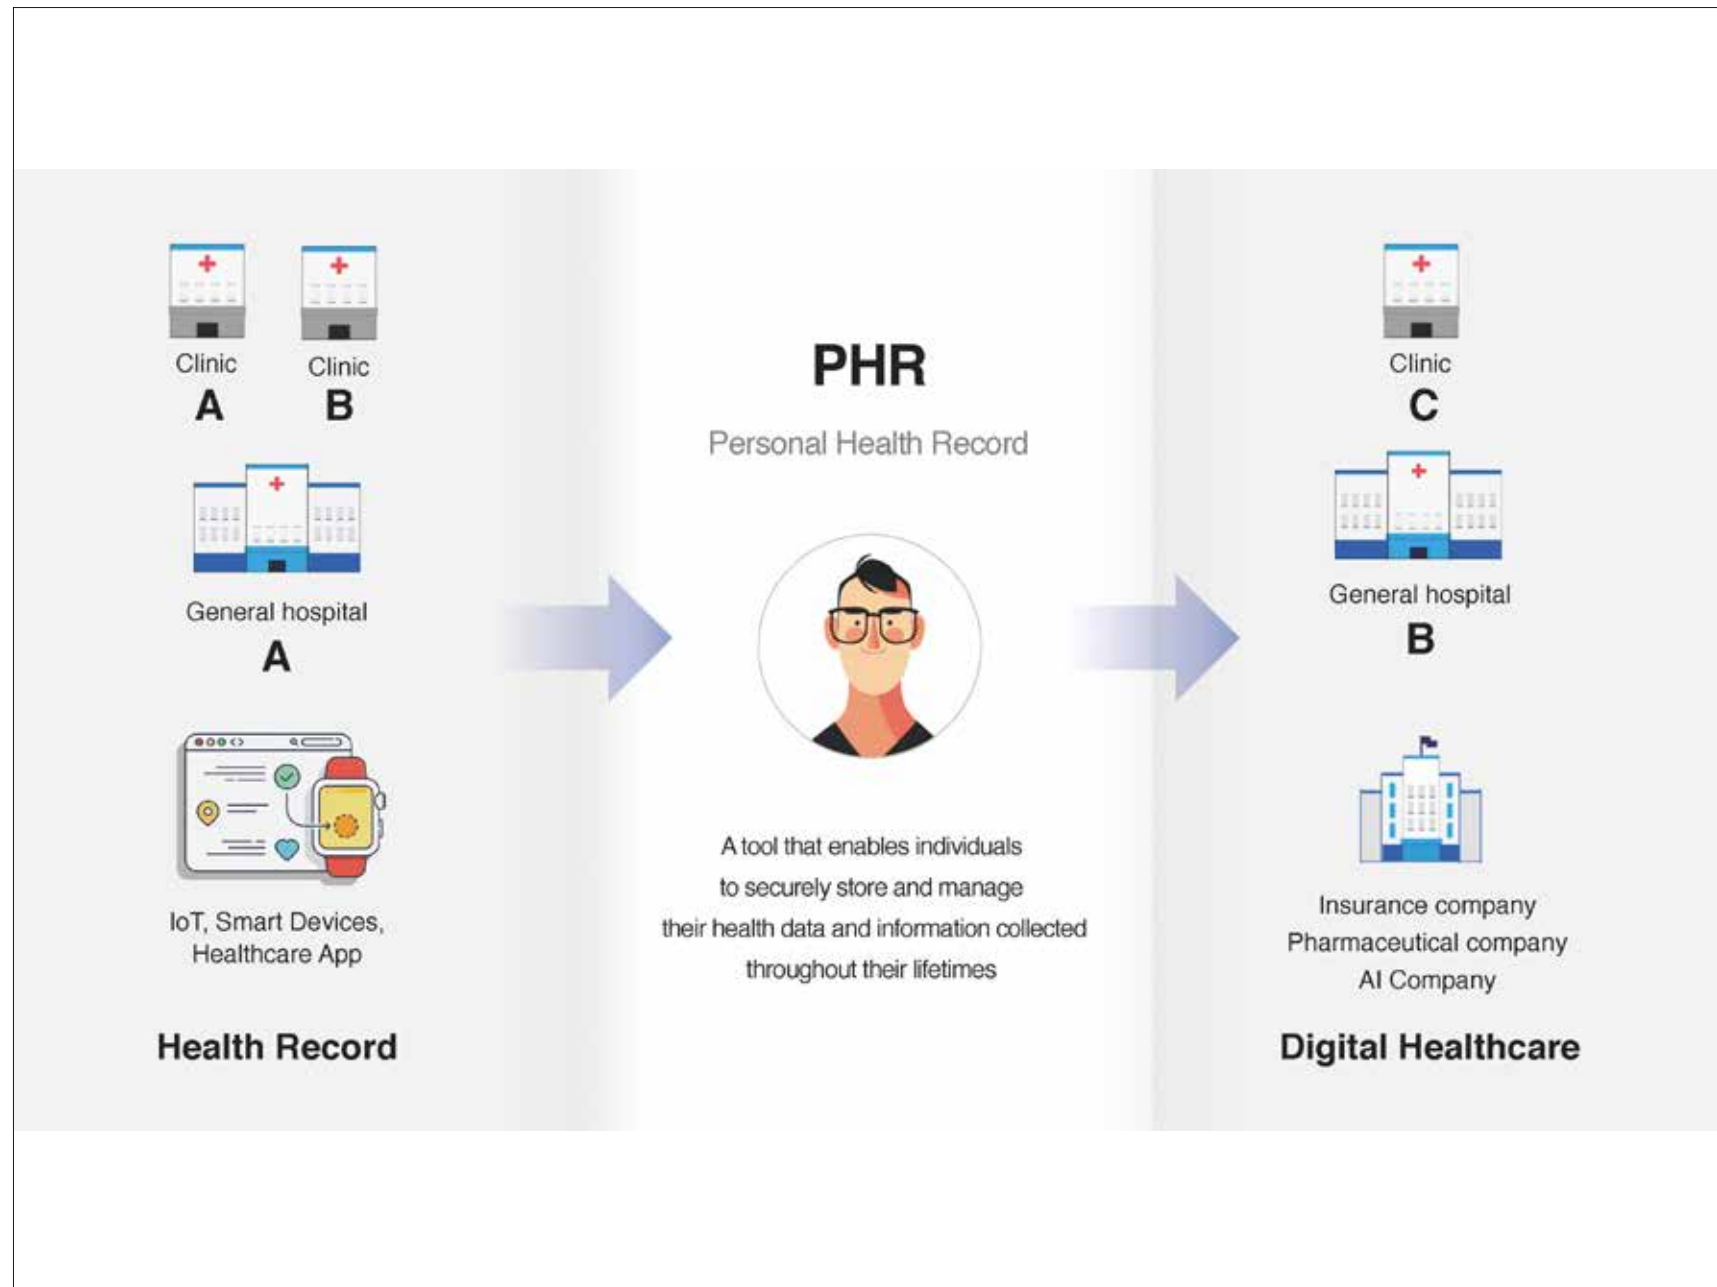 Clinic
A
Clinic
B
General hospital
A
IoT, Smart Devices,
Healthcare App
Health Record
PHR
Personal Health Record
A tool that enables individuals
to securely store and manage
their health data and information collected
throughout their lifetimes
Clinic
C
General hospital
B
Insurance company
Pharmaceutical company
AI Company
Digital Healthcare